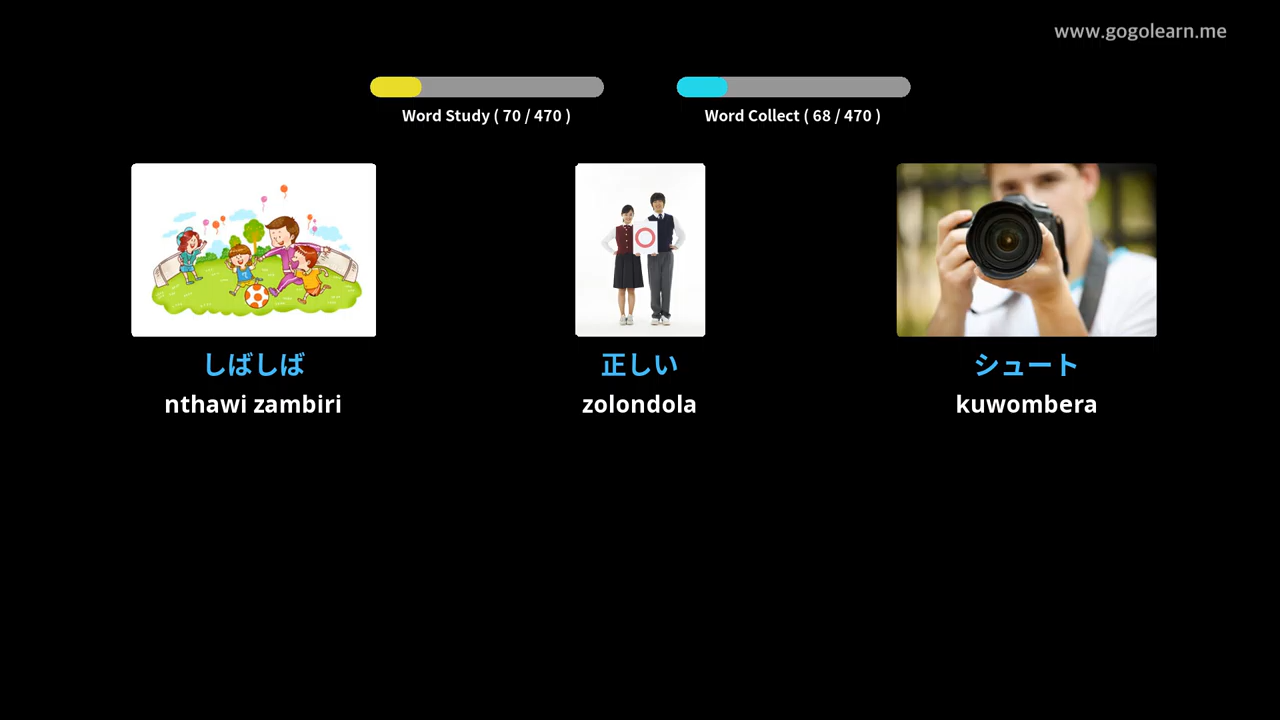 www.gogolearn.me
Word Study ( 70 / 470 )
Word Collect ( 68 / 470 )
しばしば
nthawi zambiri
正しい
zolondola
シュート
kuwombera